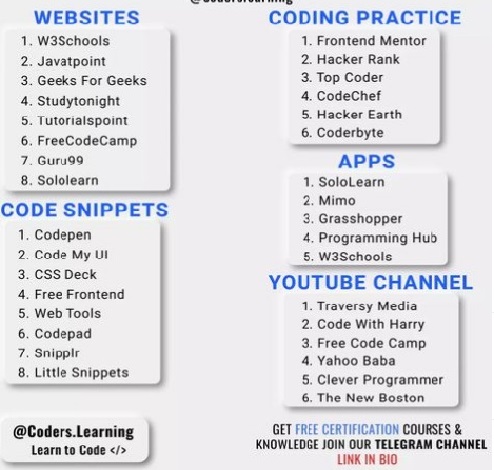 @Coders.Learning
WEBSITES
1. W3Schools
2. Javatpoint
3. Geeks For Geeks
4. Studytonight
5. Tutorialspoint
6. FreeCodeCamp
7. Guru99
8. Sololearn
CODE SNIPPETS
1. Codepen
2. Code My UI
3. CSS Deck
4. Free Frontend
5. Web Tools
6. Codepad
7. Snipplr
8. Little Snippets
@Coders.Learning
Learn to Code </>
CODING PRACTICE
1. Frontend Mentor
2. Hacker Rank
3. Top Coder
4. CodeChef
5. Hacker Earth
6. Coderbyte
APPS
1. SoloLearn
2. Mimo
3. Grasshopper
4. Programming Hub
5. W3Schools
YOUTUBE CHANNEL
1. Traversy Media
2. Code With Harry
3. Free Code Camp
4. Yahoo Baba
5. Clever Programmer
6. The New Boston
GET FREE CERTIFICATION COURSES &
KNOWLEDGE JOIN OUR TELEGRAM CHANNEL
LINK IN BIO